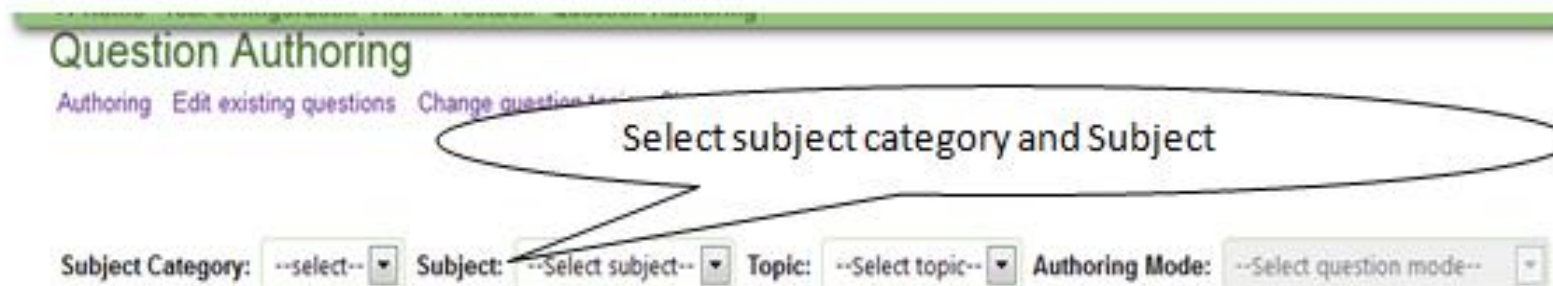 Question Authoring
Authoring Edit existing questions Change question
Select subject category and Subject
Subject Category: --select-- Subject: --Select subject-- Topic: --Select topic-- Authoring Mode: --Select question mode--